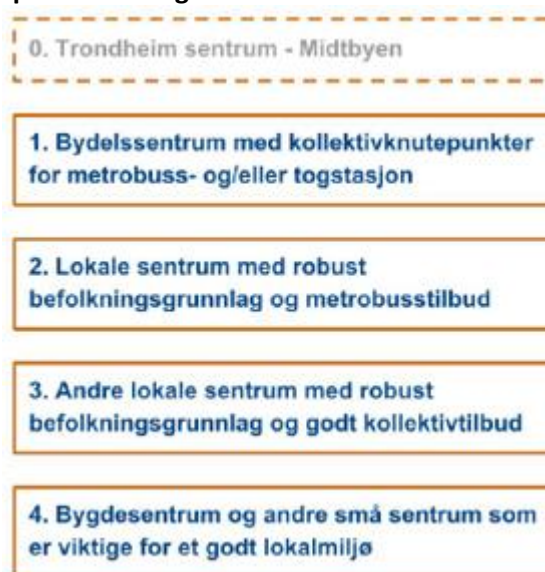 0. Trondheim sentrum - Midtbyen
1. Bydelssentrum med kollektivknutepunkter
for metrobuss- og/eller togstasjon
2. Lokale sentrum med robust
befolkningsgrunnlag og metrobusstilbud
3. Andre lokale sentrum med robust
befolkningsgrunnlag og godt kollektivtilbud
4. Bygdesentrum og andre små sentrum som
er viktige for et godt lokalmiljø